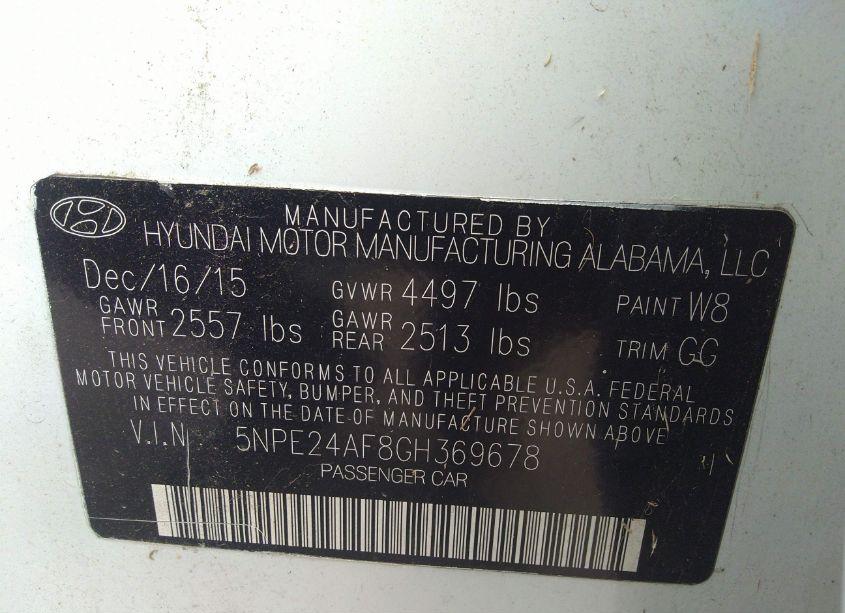 MANUFACTURED BY
HYUNDAI MOTOR MANUFACTURING ALABAMA, LLC
Dec/16/15 GVWR 4497 lbs PAINT W8
GAWR FRONT 2557 lbs GAWR REAR 2513 lbs TRIM GG
THIS VEHICLE CONFORMS TO ALL APPLICABLE U.S.A. FEDERAL
MOTOR VEHICLE SAFETY, BUMPER, AND THEFT PREVENTION STANDARDS
IN EFFECT ON THE DATE OF MANUFACTURE SHOWN ABOVE
V.I.N 5NPE24AF8GH369678
PASSENGER CAR